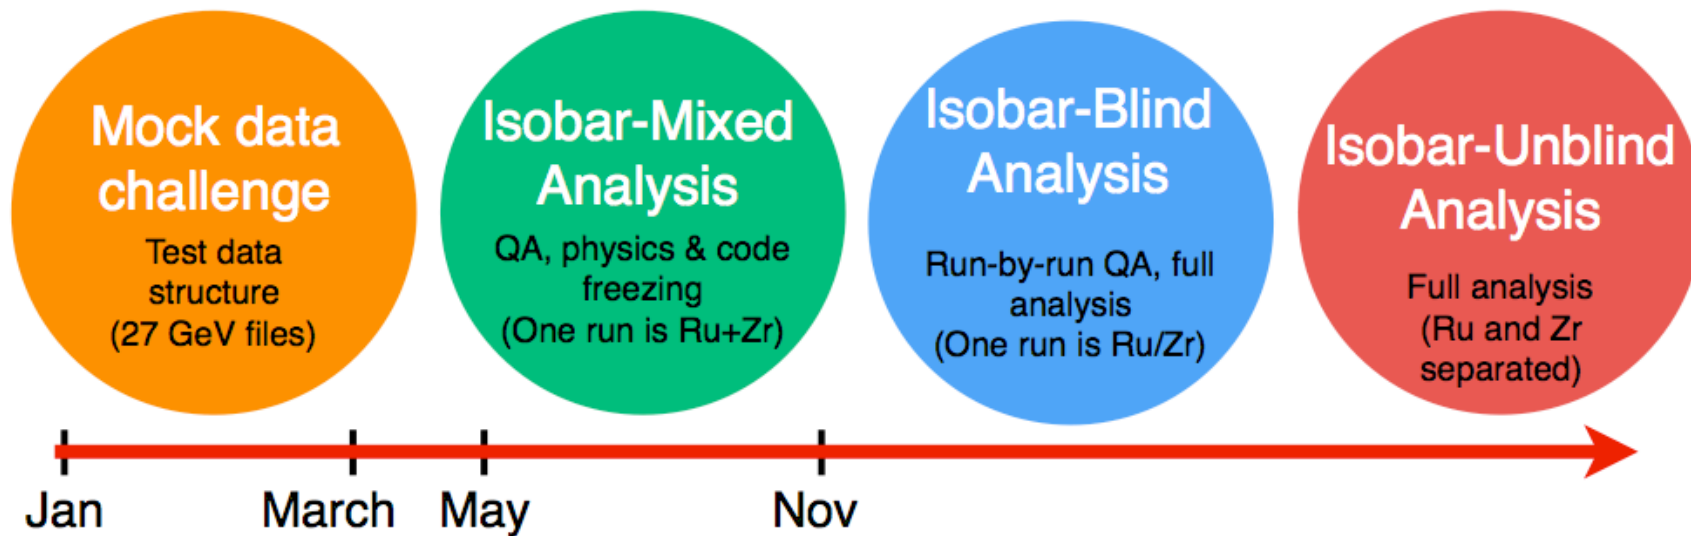 Mock data
challenge
Test data
structure
(27 GeV files)
Isobar-Mixed
Analysis
QA, physics & code
freezing
(One run is Ru+Zr)
Isobar-Blind
Analysis
Run-by-run QA, full
analysis
(One run is Ru/Zr)
Isobar-Unblind
Analysis
Full analysis
(Ru and Zr
separated)
Jan
March
May
Nov